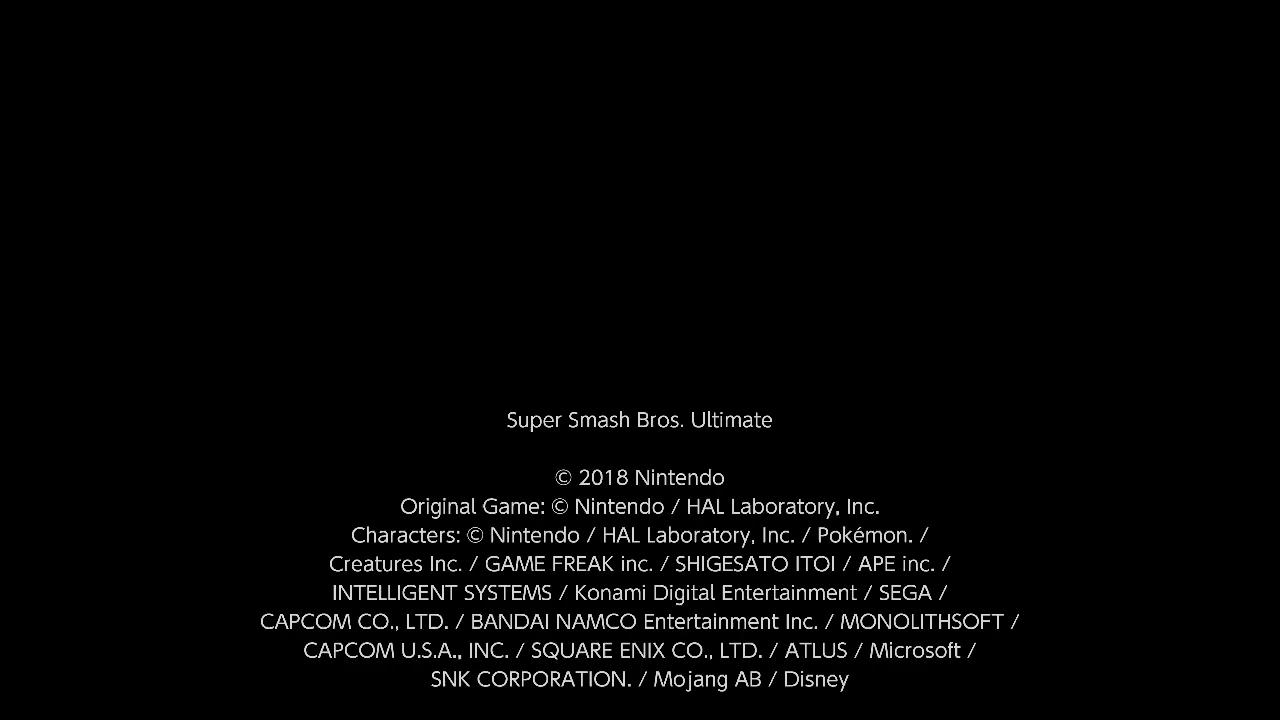 Super Smash Bros. Ultimate
© 2018 Nintendo
Original Game: © Nintendo / HAL Laboratory, Inc.
Characters: © Nintendo / HAL Laboratory, Inc. / Pokémon. /
Creatures Inc. / GAME FREAK inc. / SHIGESATO ITOI / APE inc. /
INTELLIGENT SYSTEMS / Konami Digital Entertainment / SEGA /
CAPCOM CO., LTD. / BANDAI NAMCO Entertainment Inc. / MONOLITHSOFT /
CAPCOM U.S.A., INC. / SQUARE ENIX CO., LTD. / ATLUS / Microsoft /
SNK CORPORATION. / Mojang AB / Disney